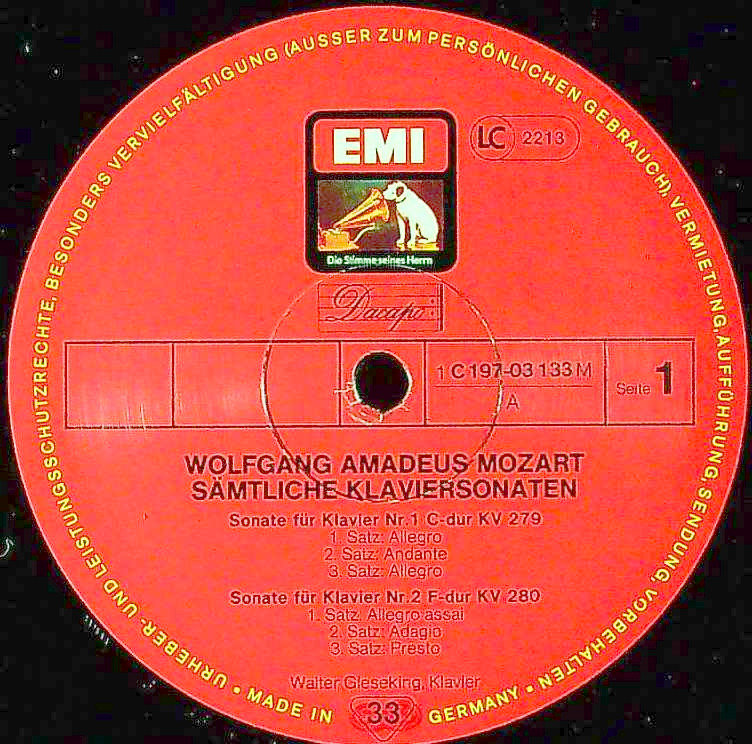 URHEBER- UND LEISTUNGSSCHUTZRECHTE, BESONDERS VERVIELFÄLTIGUNG (AUSSER ZUM PERSÖNLICHEN GEBRAUCH), VERMIETUNG, AUFFÜHRUNG, SENDUNG, VORBEHALTEN • MADE IN GERMANY •
EMI
LC 2213
Die Stimme seines Herrn
Dacapo
1 C 197-03 133 M
A
Seite 1
WOLFGANG AMADEUS MOZART
SÄMTLICHE KLAVIERSONATEN
Sonate für Klavier Nr.1 C-dur KV 279
1. Satz: Allegro
2. Satz: Andante
3. Satz: Allegro
Sonate für Klavier Nr.2 F-dur KV 280
1. Satz: Allegro assai
2. Satz: Adagio
3. Satz: Presto
Walter Gieseking, Klavier
33